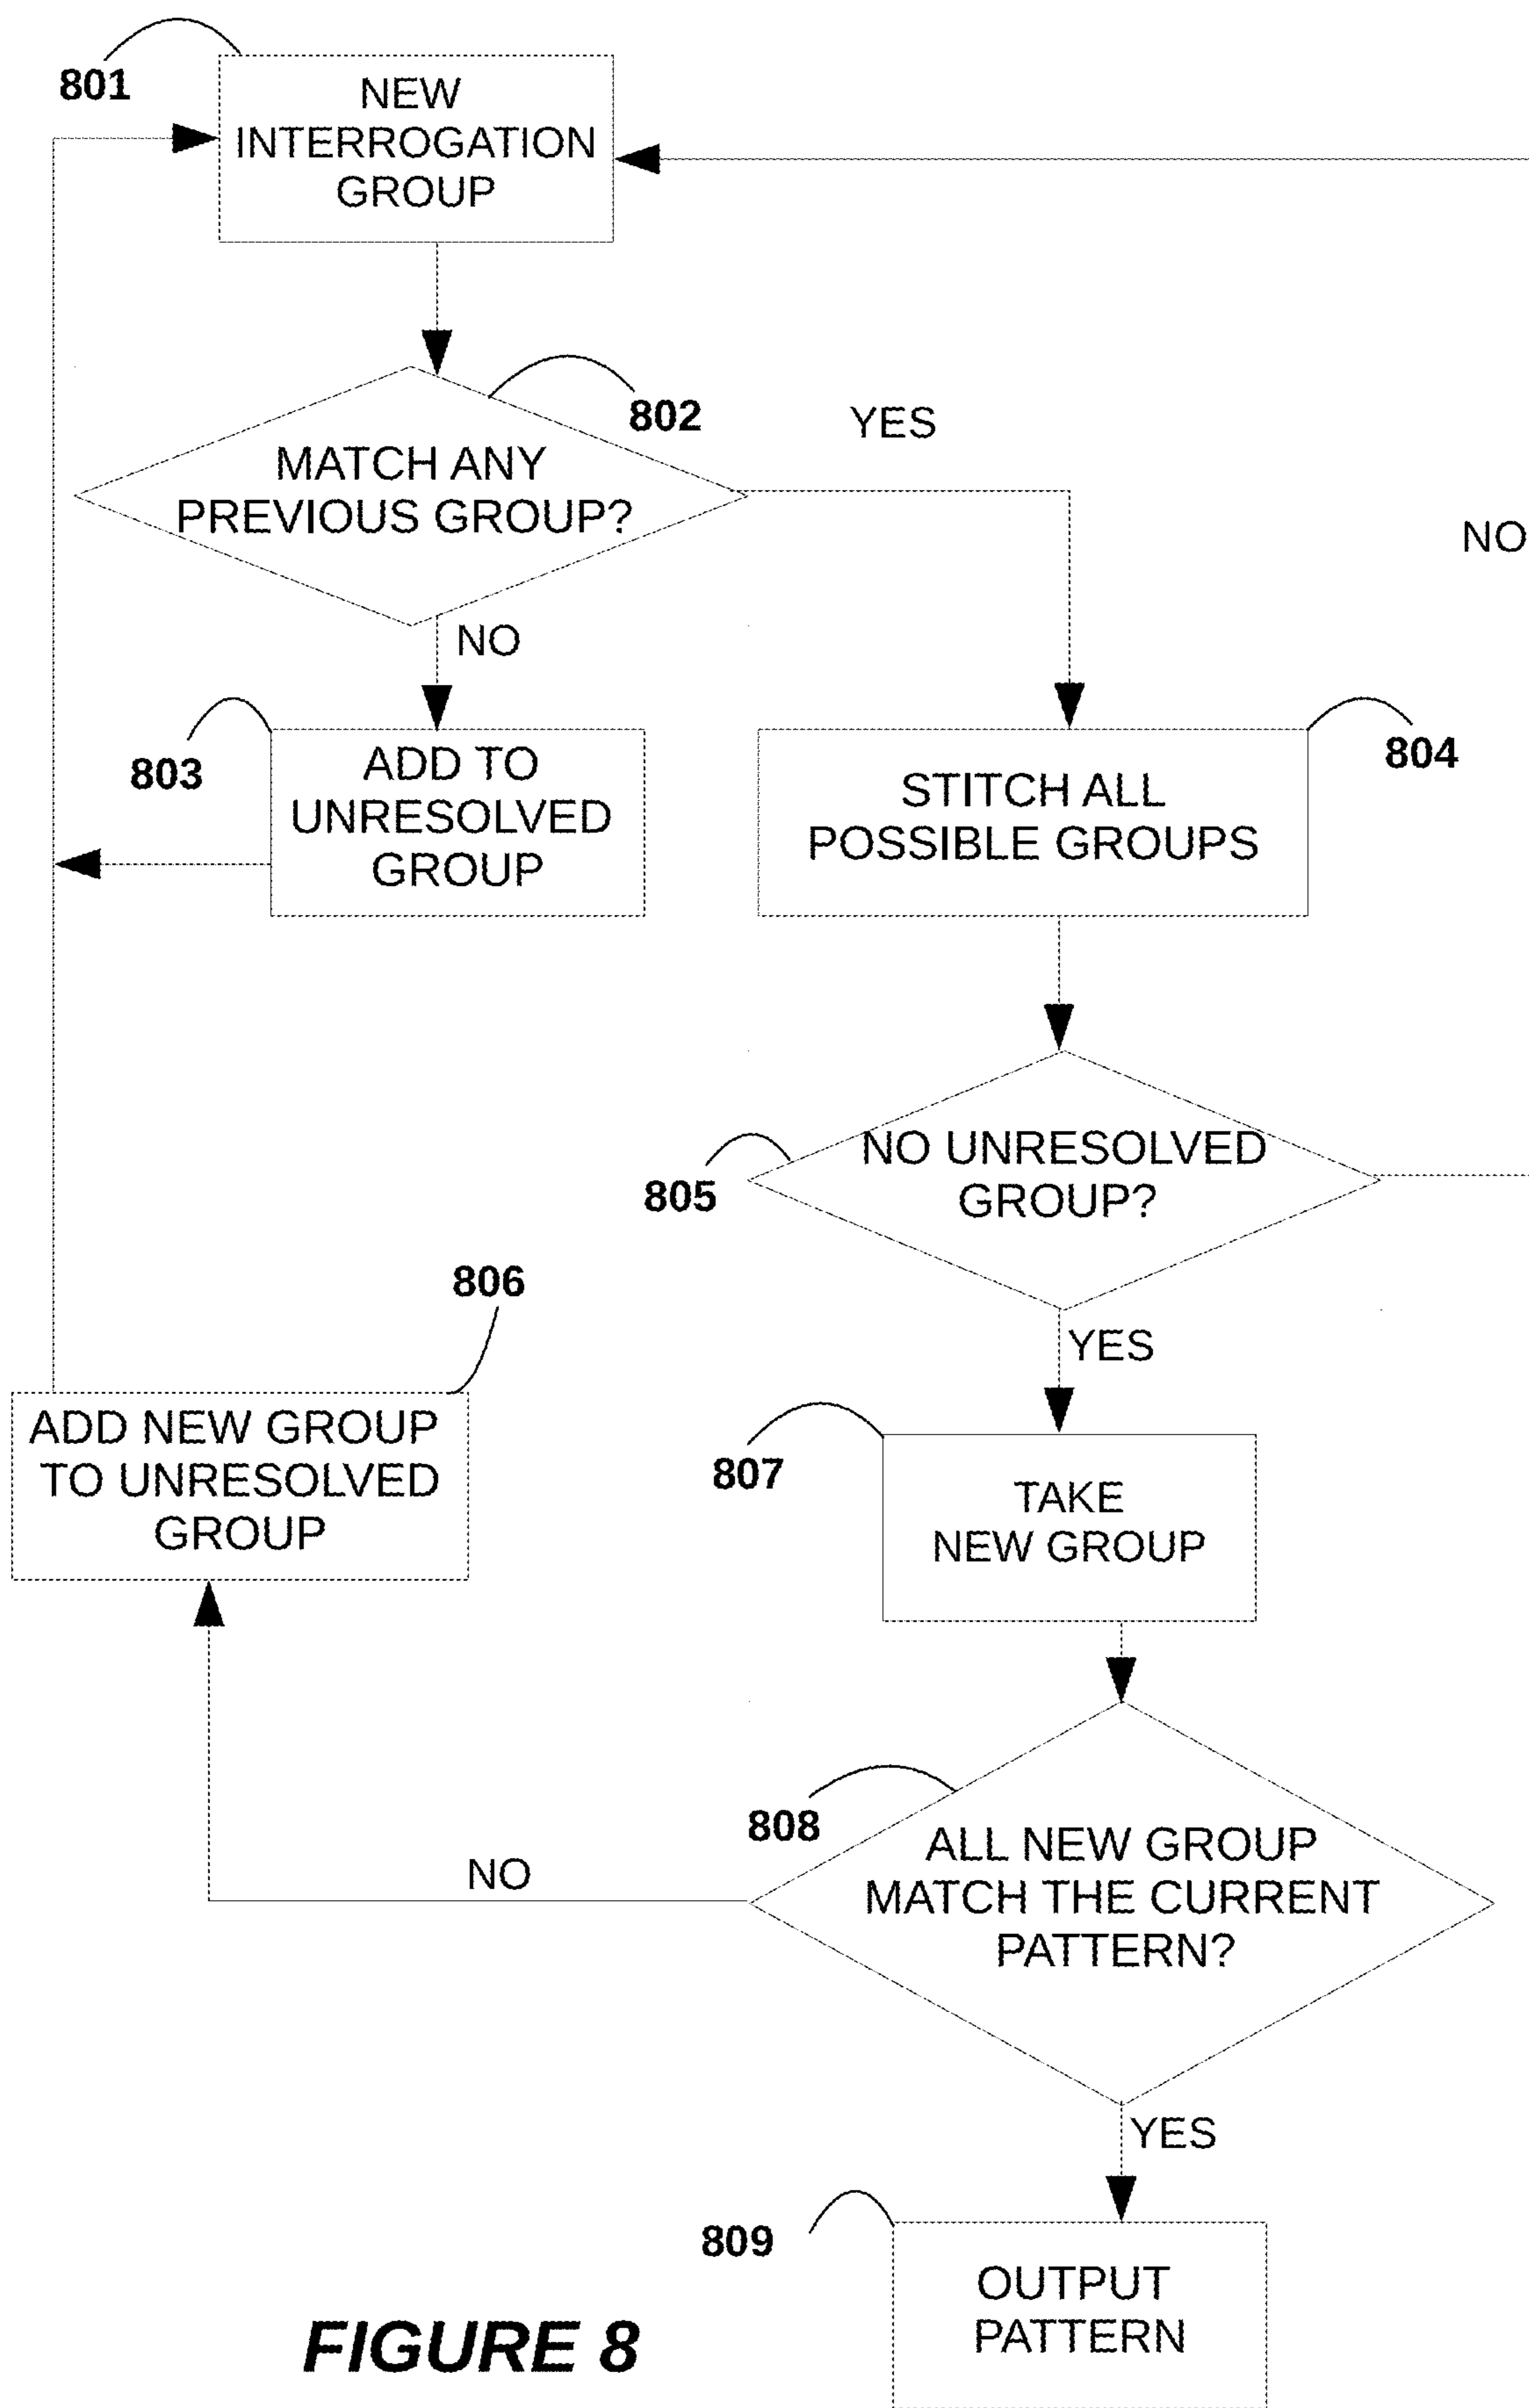 801
NEW
INTERROGATION
GROUP
802
MATCH ANY
PREVIOUS GROUP?
YES
NO
NO
803
ADD TO
UNRESOLVED
GROUP
804
STITCH ALL
POSSIBLE GROUPS
805
NO UNRESOLVED
GROUP?
806
YES
ADD NEW GROUP
TO UNRESOLVED
GROUP
807
TAKE
NEW GROUP
808
ALL NEW GROUP
MATCH THE CURRENT
PATTERN?
NO
YES
809
OUTPUT
PATTERN
FIGURE 8